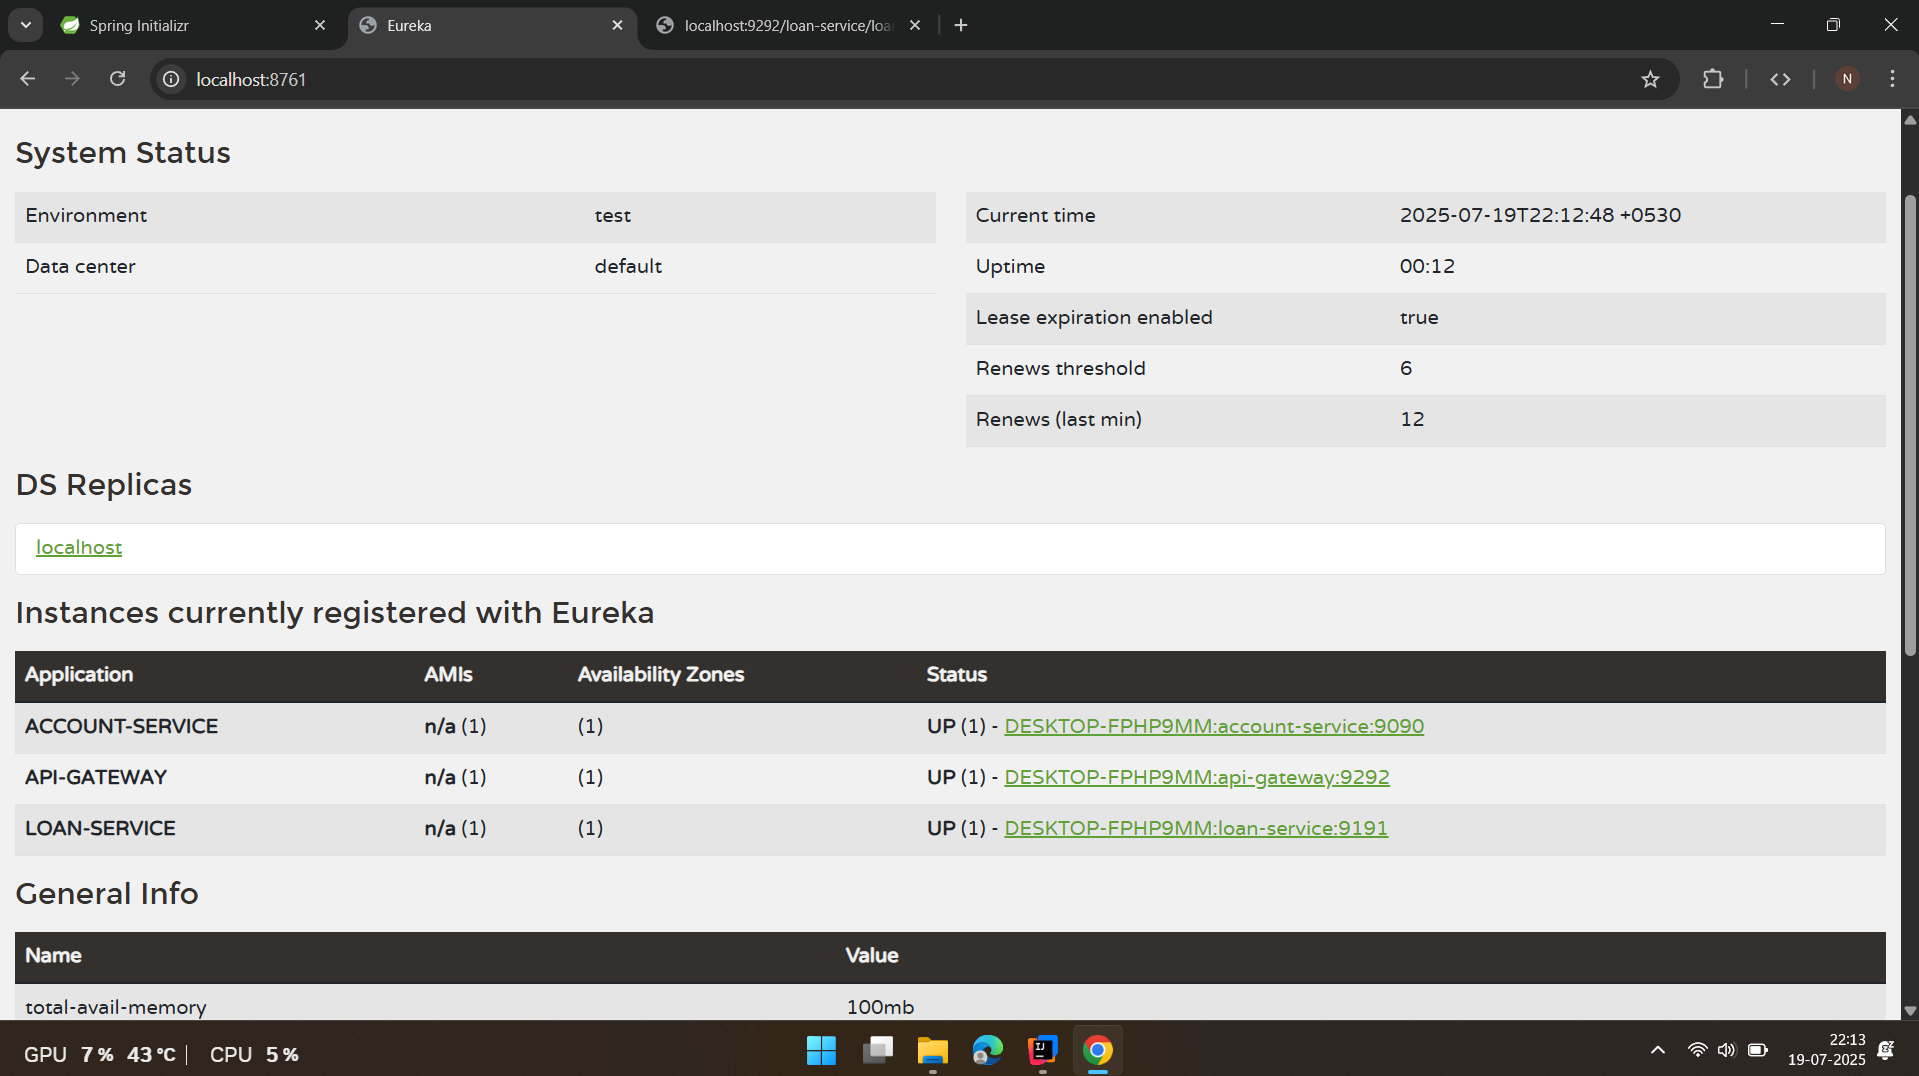 Spring Initializr
Eureka
localhost:9292/loan-service/loa
localhost:8761
N
System Status
Environment test
Data center default
Current time 2025-07-19T22:12:48 +0530
Uptime 00:12
Lease expiration enabled true
Renews threshold 6
Renews (last min) 12
DS Replicas
localhost
Instances currently registered with Eureka
Application AMIs Availability Zones Status
ACCOUNT-SERVICE n/a (1) (1) UP (1) - DESKTOP-FPHP9MM:account-service:9090
API-GATEWAY n/a (1) (1) UP (1) - DESKTOP-FPHP9MM:api-gateway:9292
LOAN-SERVICE n/a (1) (1) UP (1) - DESKTOP-FPHP9MM:loan-service:9191
General Info
Name Value
total-avail-memory 100mb
GPU 7 % 43 °C | CPU 5 %
22:13
19-07-2025